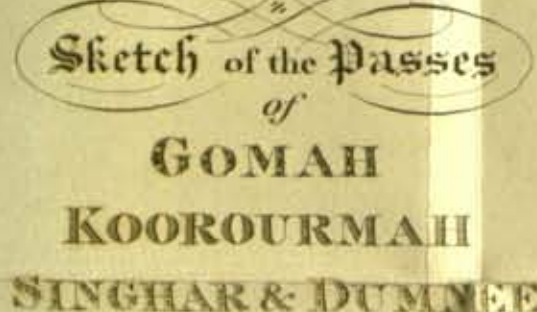 Sketch of the Passes
of
GOMAH
KOOROURMAH
SINGHAR & DUMNEE